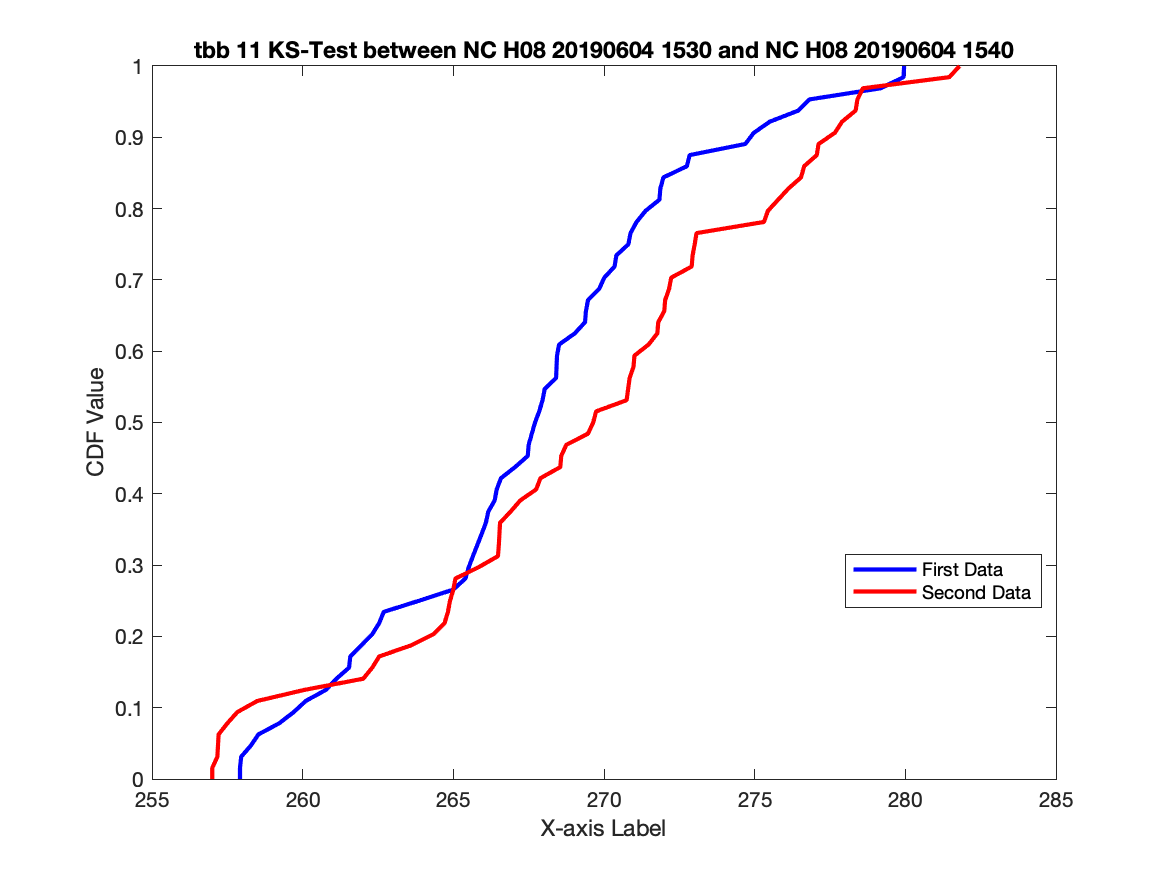 tbb 11 KS-Test between NC H08 20190604 1530 and NC H08 20190604 1540
1
0.9
0.8
0.7
0.6
0.5
0.4
0.3
0.2
0.1
0
CDF Value
First Data
Second Data
255 260 265 270 275 280 285
X-axis Label